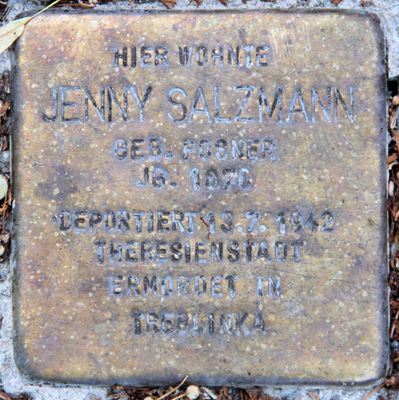 HIER WOHNTE
JENNY SALZMANN
GEB. POSNER
JG. 1870
DEPORTIERT 13.7.1942
THERESIENSTADT
ERMORDET IN
TREBLINKA